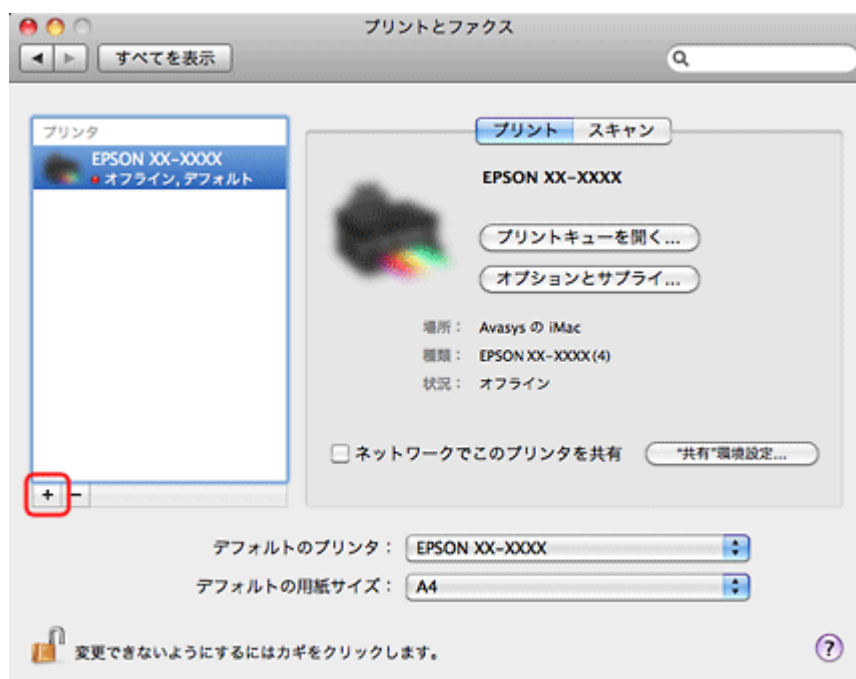 プリントとファクス
すべてを表示
プリンタ
EPSON XX-XXXX
オフライン, デフォルト
プリント スキャン
EPSON XX-XXXX
プリントキューを開く...
オプションとサプライ...
場所： Avasys の iMac
種類： EPSON XX-XXXX(4)
状況： オフライン
ネットワークでこのプリンタを共有 "共有"環境設定...
+ −
デフォルトのプリンタ： EPSON XX-XXXX
デフォルトの用紙サイズ： A4
変更できないようにするにはカギをクリックします。 ?